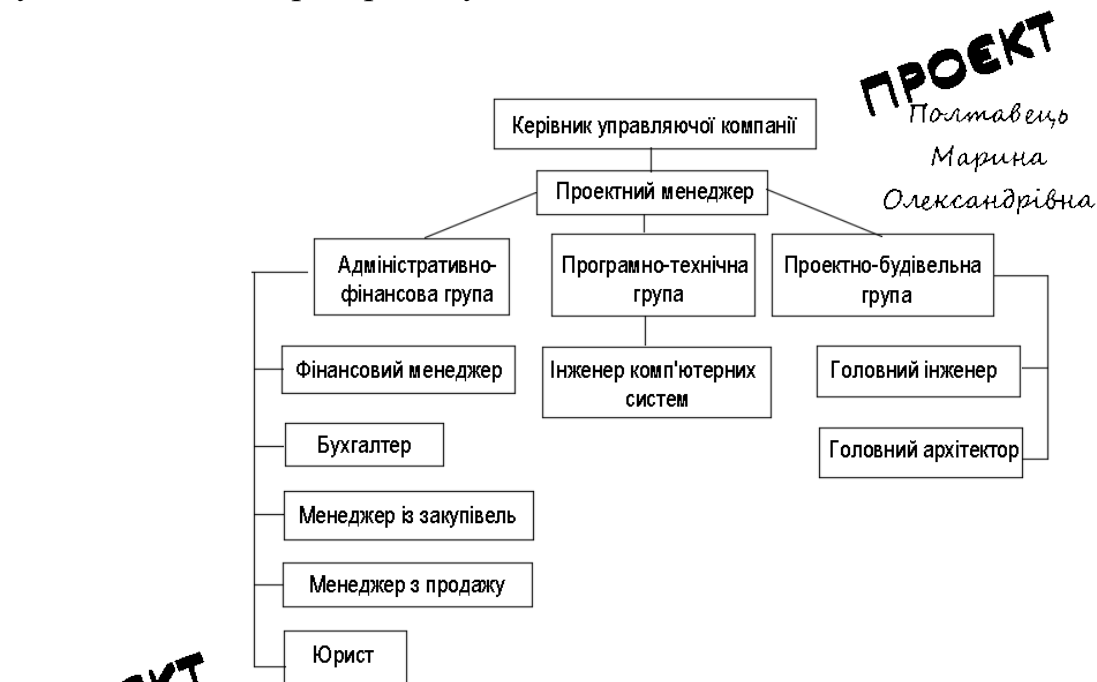 ПРОЄКТ
Полтавець
Марина
Олександрівна
Керівник управляючої компанії
Проектний менеджер
Адміністративно-
фінансова група
Програмно-технічна
група
Проектно-будівельна
група
Фінансовий менеджер
Інженер комп'ютерних
систем
Головний інженер
Бухгалтер
Головний архітектор
Менеджер із закупівель
Менеджер з продажу
Юрист